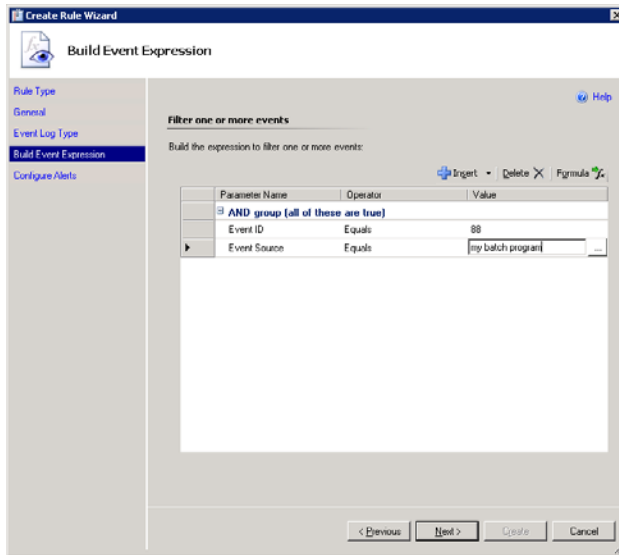 Create Rule Wizard
Build Event Expression
Rule Type
General
Event Log Type
Build Event Expression
Configure Alerts
Help
Filter one or more events
Build the expression to filter one or more events:
Insert Delete Formula
Parameter Name Operator Value
AND group (all of these are true)
Event ID Equals 88
Event Source Equals my batch program ...
< Previous Next > Create Cancel